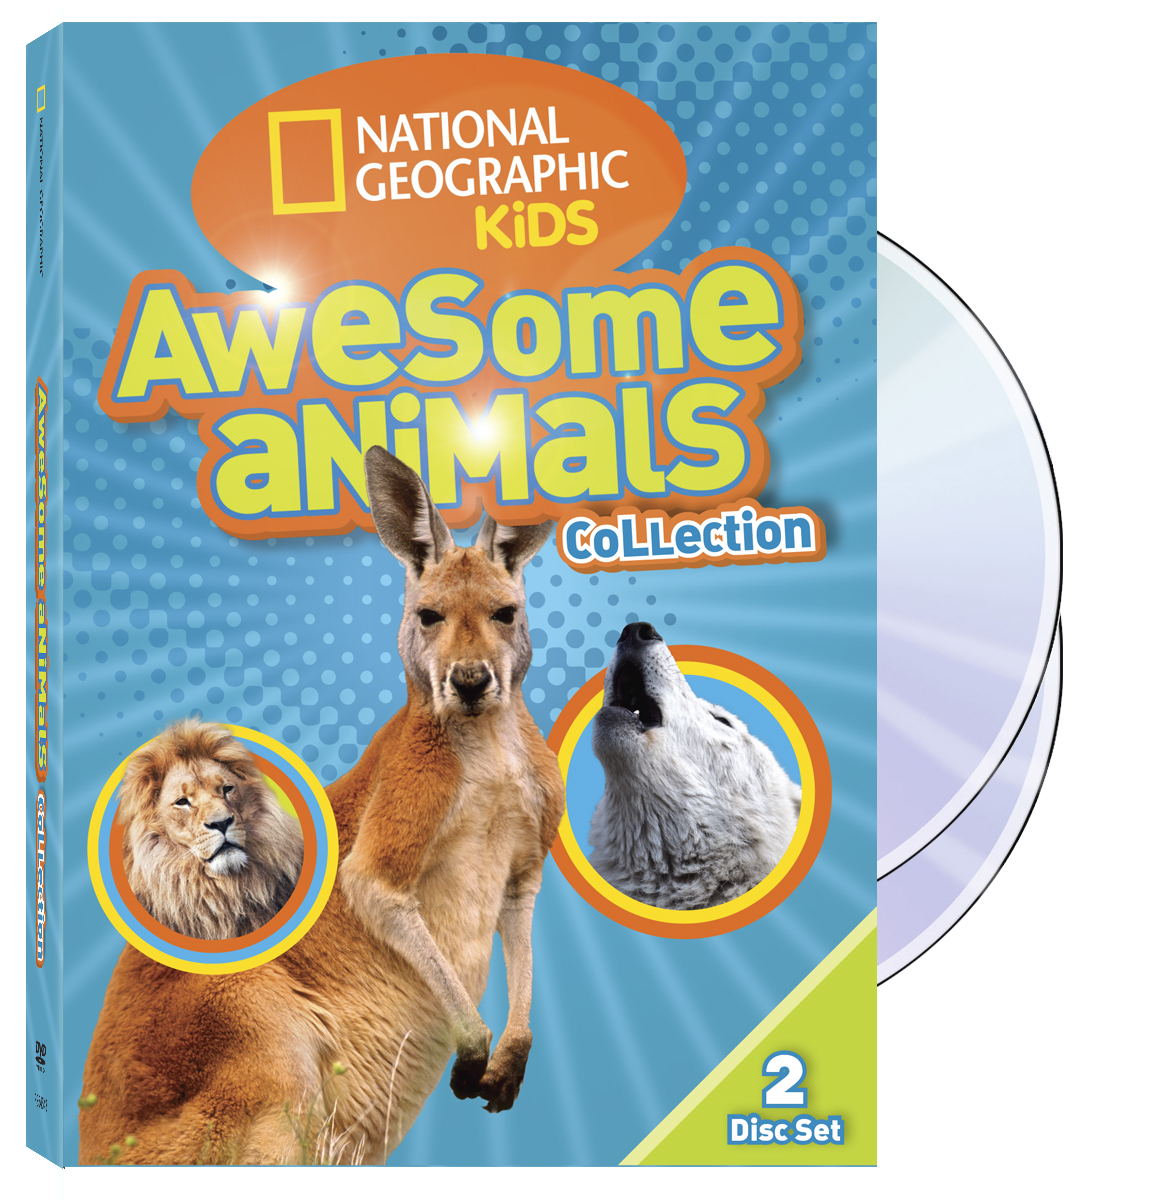 NATIONAL
GEOGRAPHIC
KiDS
AweSome
aNiMalS
CoLLection
2
Disc Set
NATIONAL GEOGRAPHIC
AweSome aNiMalS CoLLection